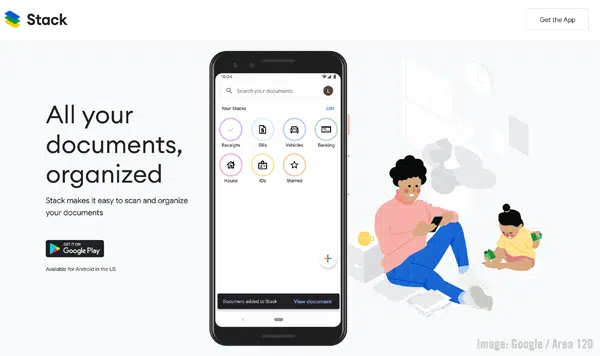 Stack
Get the App
All your
documents,
organized
Stack makes it easy to scan and organize
your documents
GET IT ON
Google Play
Available for Android in the US
18:04
Search your documents
L
Your Stacks
Edit
Receipts
Bills
Vehicles
Banking
House
IDs
Starred
Document added to Stack
View document
Image: Google / Area 120